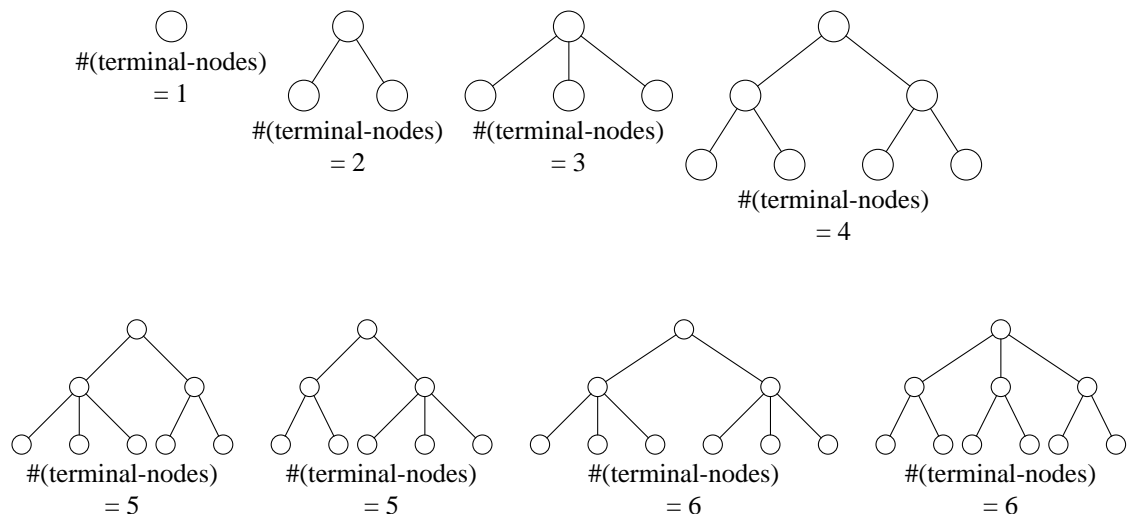 #(terminal-nodes)
= 1
#(terminal-nodes)
= 2
#(terminal-nodes)
= 3
#(terminal-nodes)
= 4
#(terminal-nodes)
= 5
#(terminal-nodes)
= 5
#(terminal-nodes)
= 6
#(terminal-nodes)
= 6